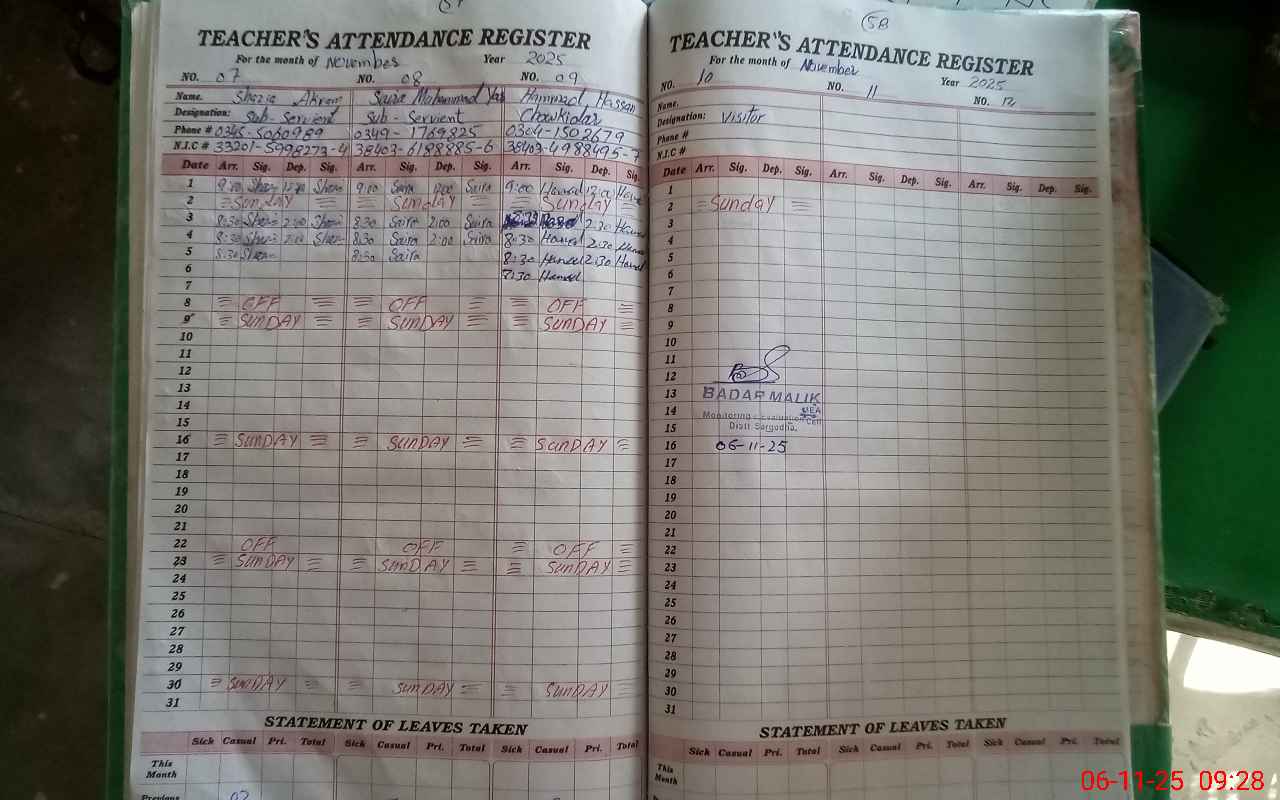 TEACHER'S ATTENDANCE REGISTER
For the month of November Year 2025
NO. 07 NO. 08 NO. 09
Name. Shazia Akram Saira Mohammad Hammad Hassan
Designation: Sub-Servient Sub-Servient Chowkidar
Phone # 0345-5060989 0349-1769825 0304-1502679
N.I.C # 33201-5998273-4 38403-6188885-6 38403-4988495-7
Date Arr. Sig. Dep. Sig. Arr. Sig. Dep. Sig. Arr. Sig. Dep. Sig.
1 9:00 9:00 Saira 12:00 Saira 9:00 Hamad 12:00
2 Sunday Sunday Sunday
3 8:30 2:00 8:30 Saira 2:00 Saira 2:30
4 8:30 2:00 8:30 Saira 2:00 Saira 8:30 Hamad 2:30
5 8:30 8:30 Saira 8:30 Hamad 2:30
6 8:30 Hamad
7
8 OFF OFF OFF
9 SUNDAY SUNDAY SUNDAY
10
11
12
13
14
15
16 SUNDAY SUNDAY SUNDAY
17
18
19
20
21
22 OFF OFF OFF
23 SUNDAY SUNDAY SUNDAY
24
25
26
27
28
29
30 SUNDAY SUNDAY SUNDAY
31
STATEMENT OF LEAVES TAKEN
Sick Casual Pri. Total Sick Casual Pri. Total Sick Casual Pri. Total
This Month
Previous 02
5B
TEACHER'S ATTENDANCE REGISTER
For the month of November Year 2025
NO. 10 NO. 11 NO. 12
Name.
Designation: Visitor
Phone #
N.I.C #
Date Arr. Sig. Dep. Sig. Arr. Sig. Dep. Sig. Arr. Sig. Dep. Sig.
1
2 Sunday
3
4
5
6
7
8
9
10
11
12
13 BADAR MALIK
14 Monitoring & Evaluation Cell MEA
15 Distt Sargodha.
16 06-11-25
17
18
19
20
21
22
23
24
25
26
27
28
29
30
31
STATEMENT OF LEAVES TAKEN
Sick Casual Pri. Total Sick Casual Pri. Total Sick Casual Pri. Total
This Month
06-11-25 09:28